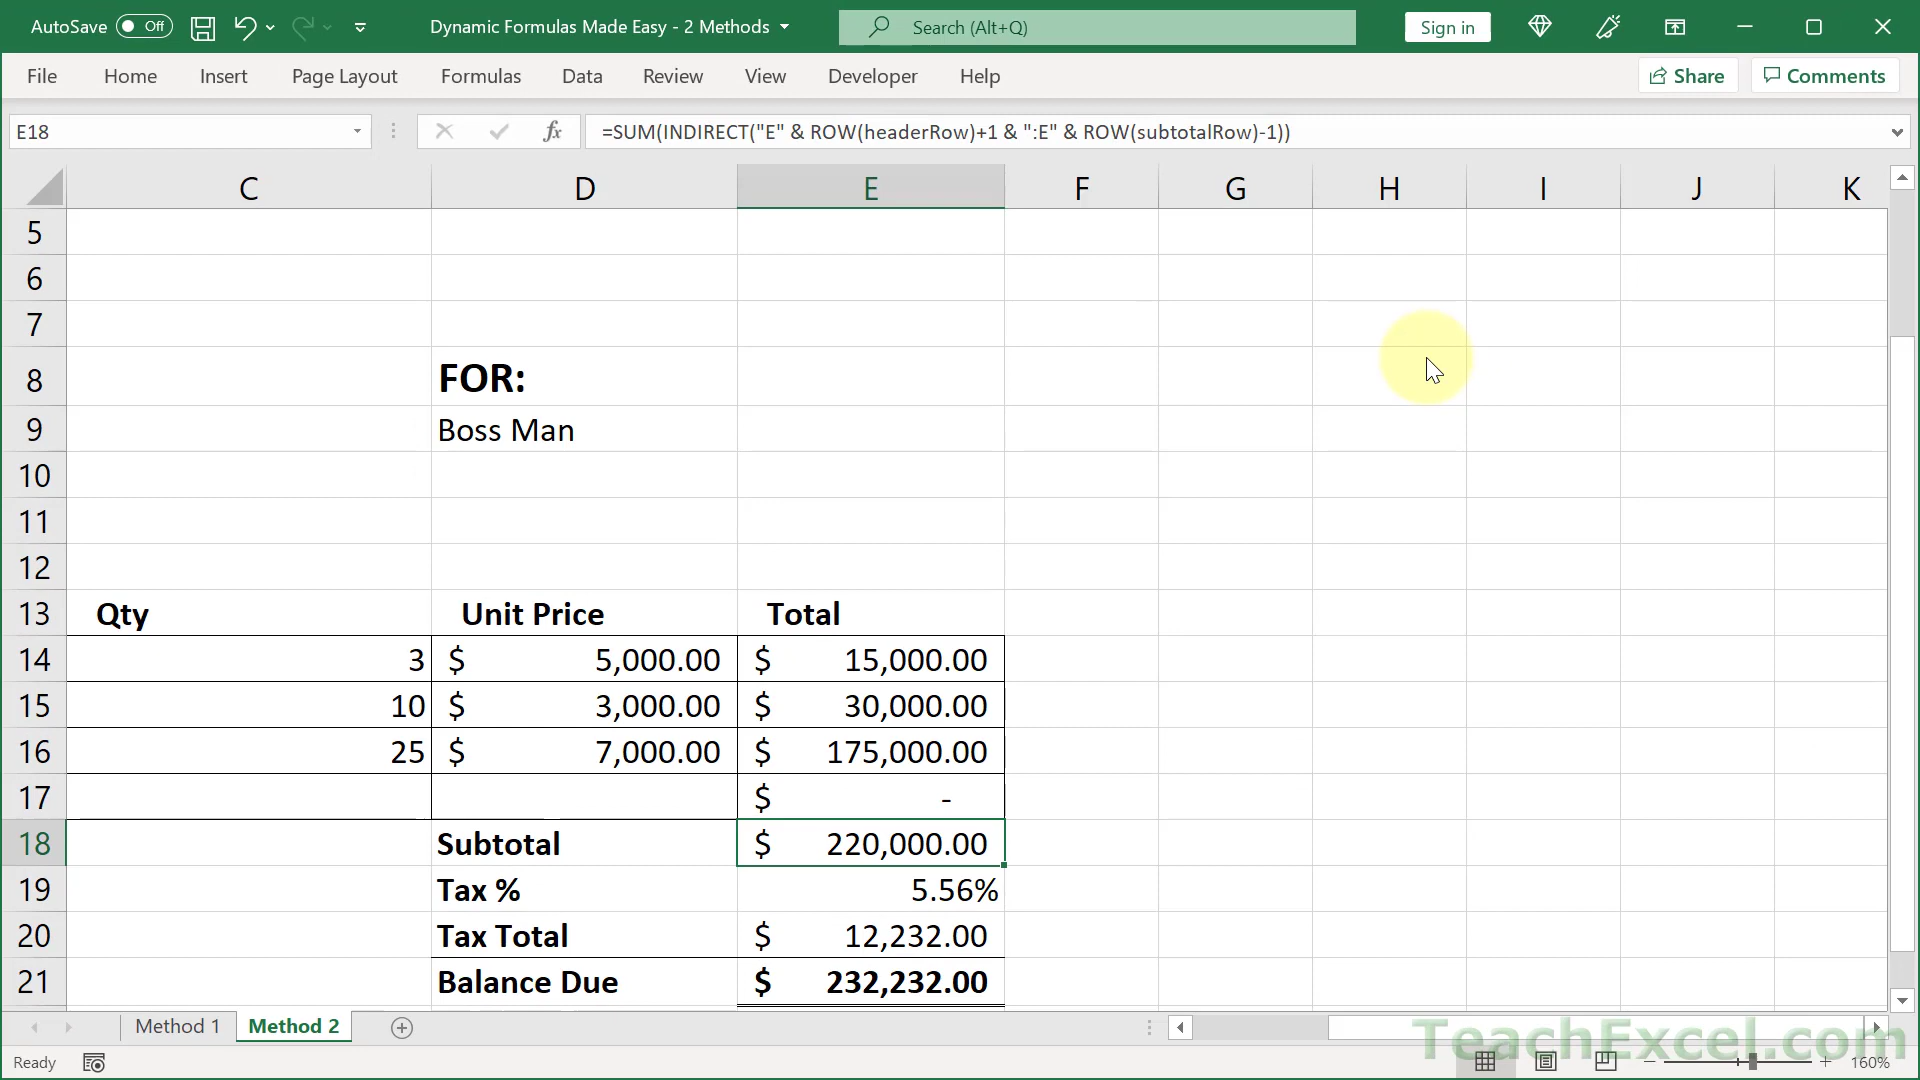 AutoSave Off Dynamic Formulas Made Easy - 2 Methods Search (Alt+Q) Sign in
File Home Insert Page Layout Formulas Data Review View Developer Help Share Comments
E18 fx =SUM(INDIRECT("E" & ROW(headerRow)+1 & ":E" & ROW(subtotalRow)-1))
C D E F G H I J K
5
6
7
8 FOR:
9 Boss Man
10
11
12
13 Qty Unit Price Total
14 3 $ 5,000.00 $ 15,000.00
15 10 $ 3,000.00 $ 30,000.00
16 25 $ 7,000.00 $ 175,000.00
17 $ -
18 Subtotal $ 220,000.00
19 Tax % 5.56%
20 Tax Total $ 12,232.00
21 Balance Due $ 232,232.00
Method 1 Method 2
TeachExcel.com
Ready 160%